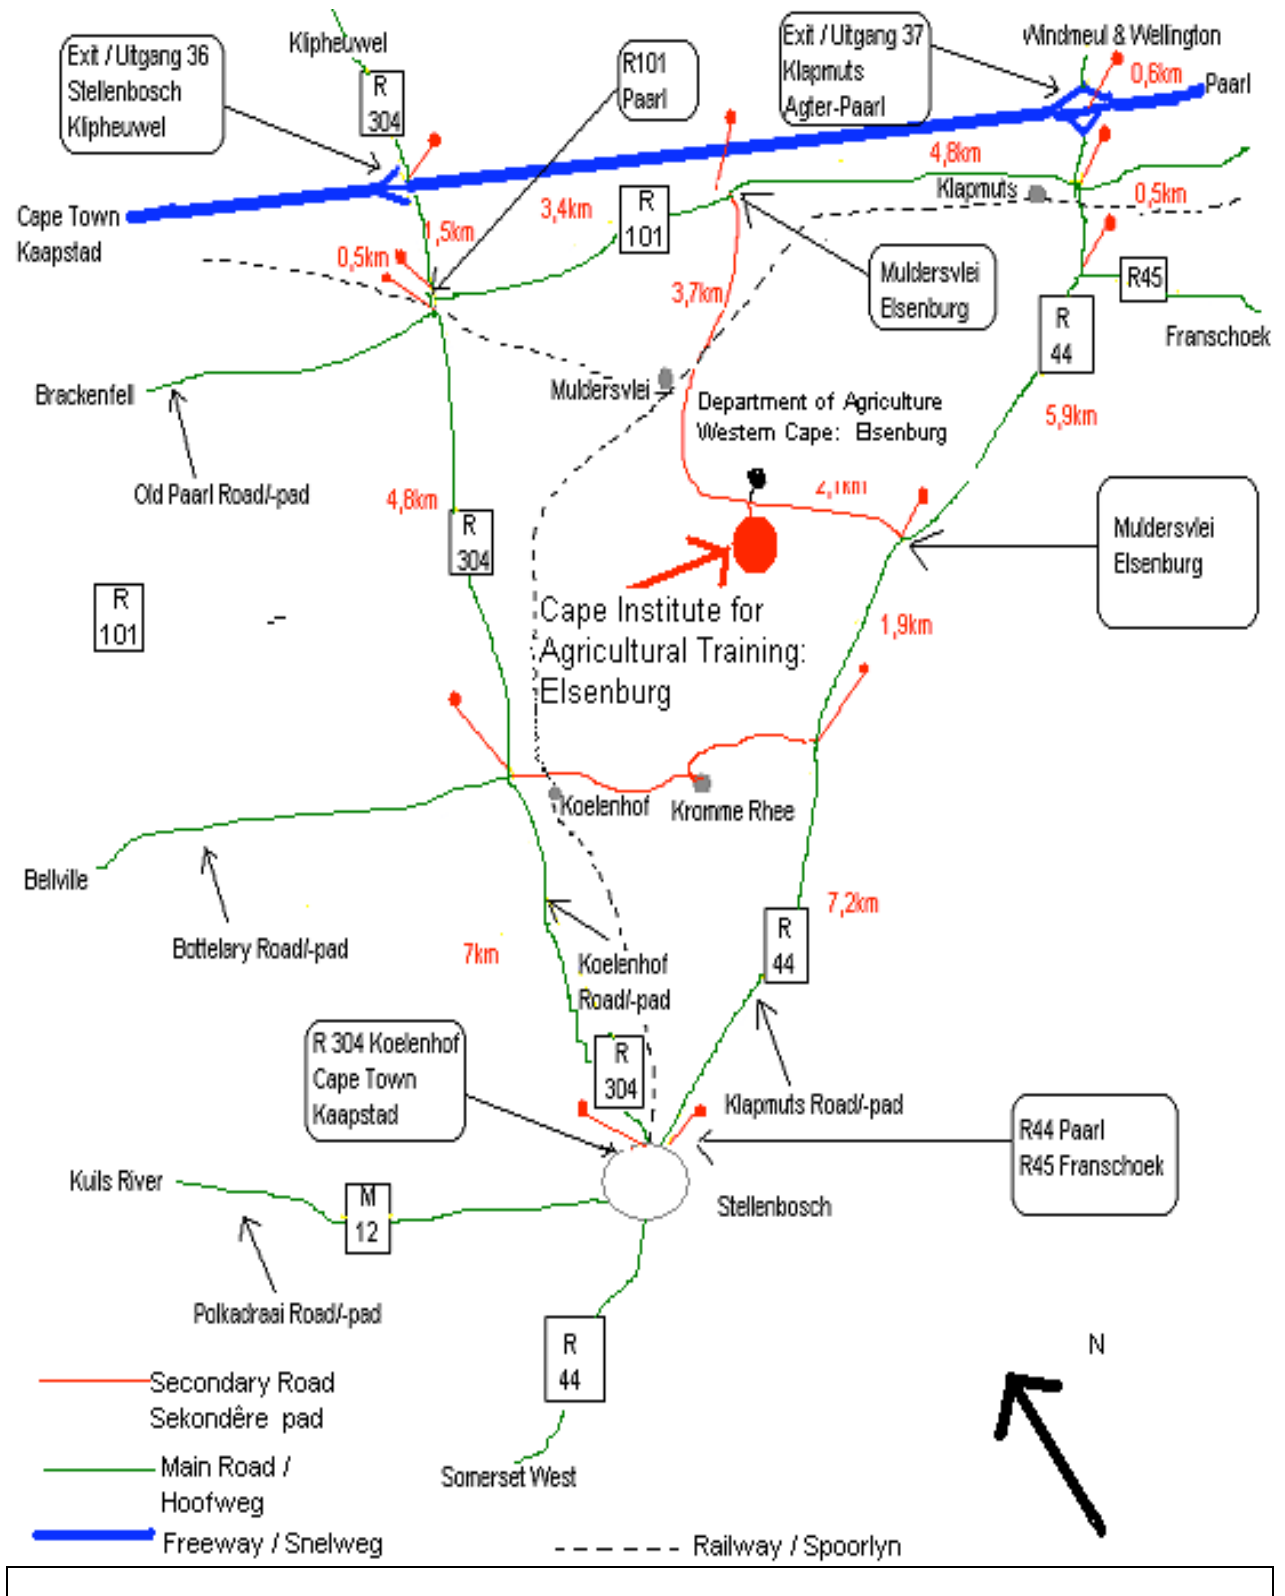 Klipheuwel
Exit / Uitgang 36
Stellenbosch
Klipheuwel
R
304
R101
Paarl
Exit / Uitgang 37
Klapmuts
Agter-Paarl
Windmeul & Wellington
0,6km
Paarl
Cape Town
Kaapstad
1,5km
0,5km
3,4km
R
101
4,8km
Klapmuts
0,5km
3,7km
Muldersvlei
Elsenburg
R45
Franschoek
R
44
Brackenfell
Muldersvlei
Department of Agriculture
Western Cape: Elsenburg
5,9km
Old Paarl Road/-pad
4,8km
R
304
2,1km
Muldersvlei
Elsenburg
R
101
Cape Institute for
Agricultural Training:
Elsenburg
1,9km
Koelenhof
Kromme Rhee
Bellville
Bottelary Road/-pad
7km
Koelenhof
Road/-pad
7,2km
R
44
R 304 Koelenhof
Cape Town
Kaapstad
R
304
Klapmuts Road/-pad
R44 Paarl
R45 Franschoek
Kuils River
M
12
Stellenbosch
Polkadraai Road/-pad
R
44
N
Somerset West
Secondary Road
Sekondêre pad
Main Road /
Hoofweg
Freeway / Snelweg
Railway / Spoorlyn